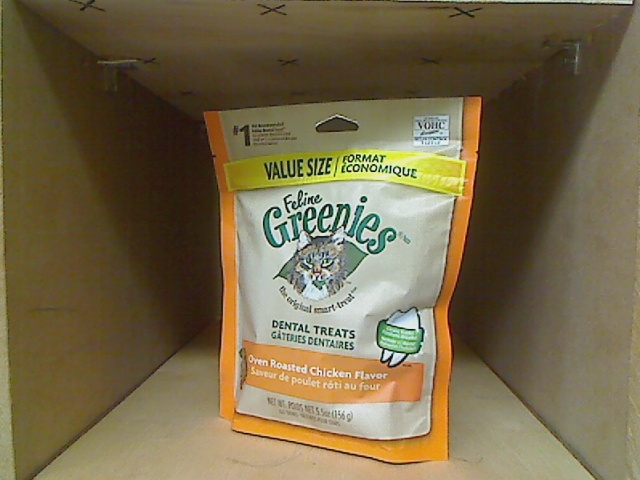 #1
VOHC
VALUE SIZE / FORMAT ÉCONOMIQUE
Feline
Greenies
the original smart-treat
DENTAL TREATS
GÂTERIES DENTAIRES
Oven Roasted Chicken Flavor
Saveur de poulet rôti au four
NET WT. POIDS NET 5.5oz (156 g)